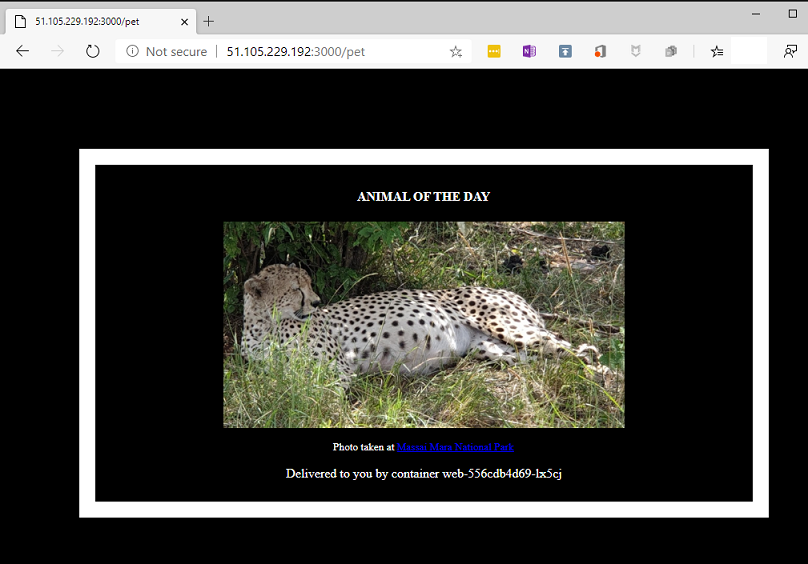 51.105.229.192:3000/pet
Not secure | 51.105.229.192:3000/pet
ANIMAL OF THE DAY
Photo taken at Massai Mara National Park
Delivered to you by container web-556cdb4d69-lx5cj